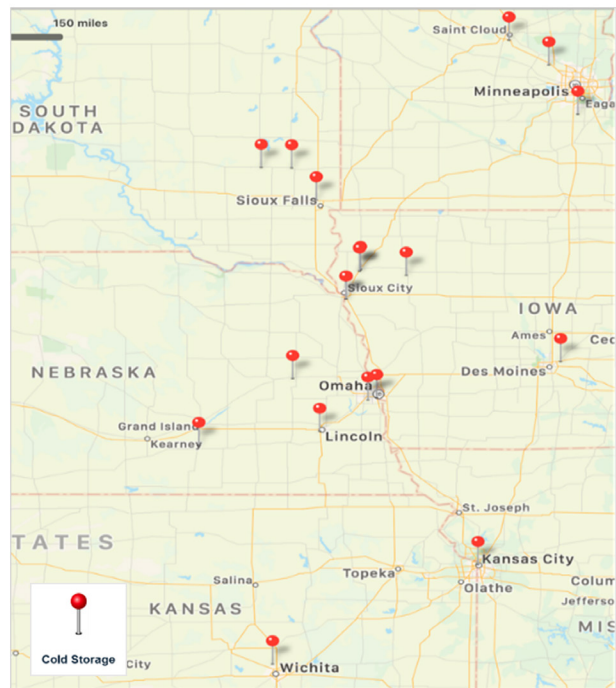 150 miles
Saint Cloud
Minneapolis
Eaga
SOUTH
DAKOTA
Sioux Falls
Sioux City
IOWA
Ames
Ced
NEBRASKA
Des Moines
Omaha
Grand Island
Kearney
Lincoln
St. Joseph
TATES
Kansas City
Topeka
Salina
Olathe
Colum
Jefferso
KANSAS
MIS
Cold Storage
City
Wichita